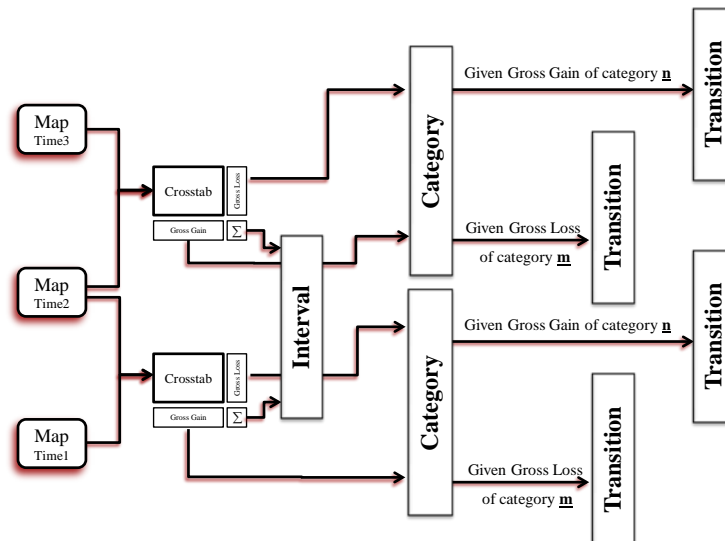 Map
Time3
Crosstab
Gross Loss
Gross Gain
Σ
Category
Given Gross Gain of category n
Transition
Given Gross Loss
of category m
Transition
Map
Time2
Interval
Crosstab
Gross Loss
Gross Gain
Σ
Category
Given Gross Gain of category n
Transition
Given Gross Loss
of category m
Transition
Map
Time1